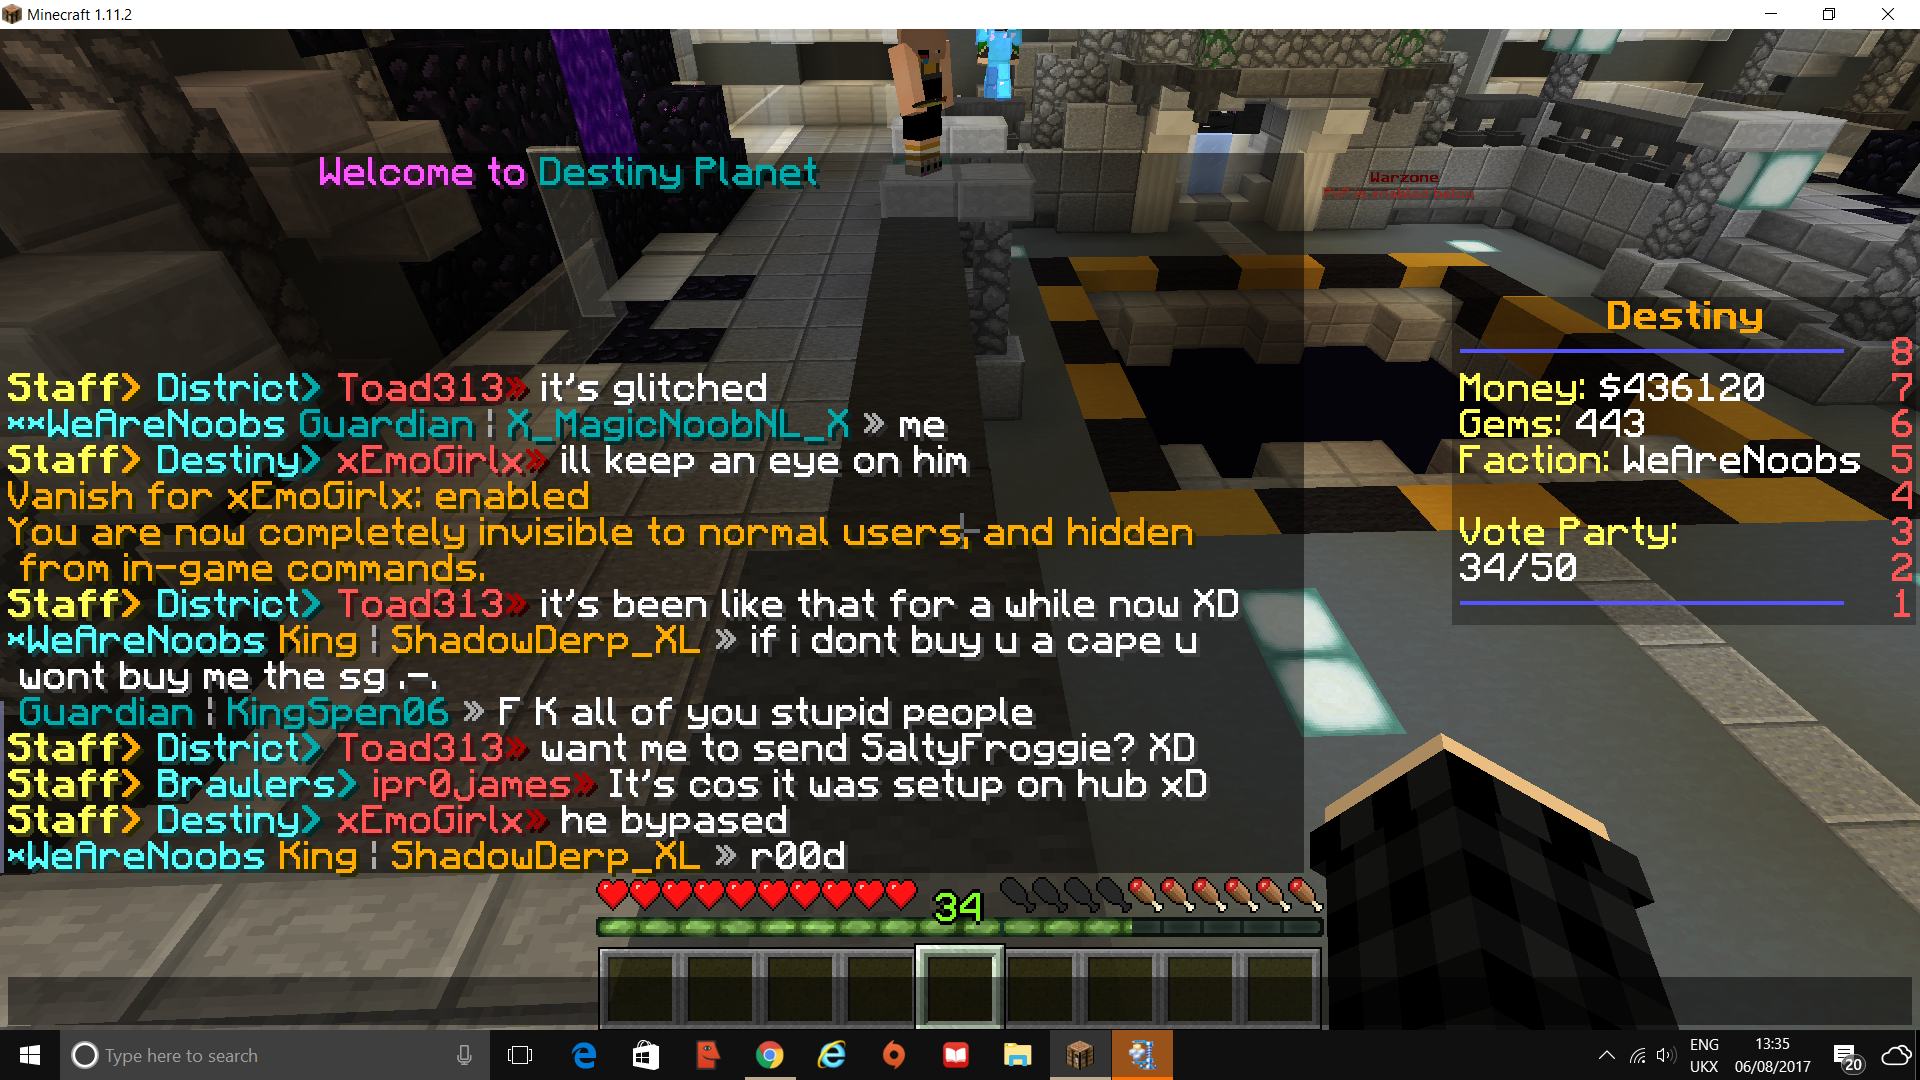 Minecraft 1.11.2
Welcome to Destiny Planet
Warzone
Destiny
8
Money: $436120 7
Gems: 443 6
Faction: WeAreNoobs 5
4
Vote Party: 3
34/50 2
1
Staff> District> Toad313» it's glitched
**WeAreNoobs Guardian ¦ X_MagicNoobNL_X » me
Staff> Destiny> xEmoGirlx» ill keep an eye on him
Vanish for xEmoGirlx: enabled
You are now completely invisible to normal users, and hidden
from in-game commands.
Staff> District> Toad313» it's been like that for a while now XD
*WeAreNoobs King ¦ ShadowDerp_XL » if i dont buy u a cape u
wont buy me the sg .-.
Guardian ¦ KingSpen06 » F K all of you stupid people
Staff> District> Toad313» want me to send SaltyFroggie? XD
Staff> Brawlers> ipr0james» It's cos it was setup on hub xD
Staff> Destiny> xEmoGirlx» he bypased
*WeAreNoobs King ¦ ShadowDerp_XL » r00d
34
Type here to search
ENG
UKX
13:35
06/08/2017
20